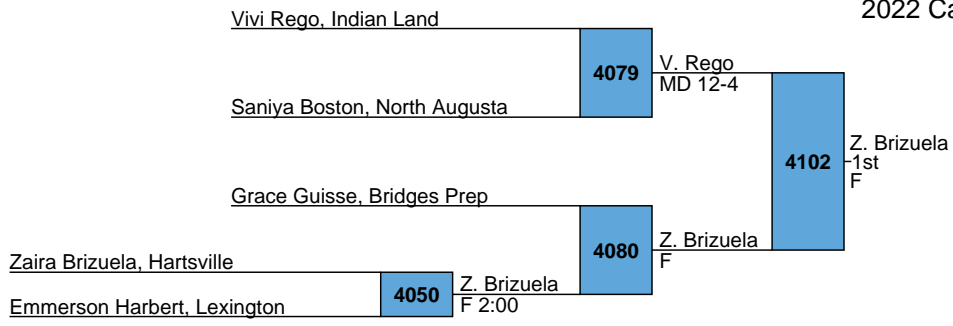 2022 Ca
Vivi Rego, Indian Land
4079
V. Rego
MD 12-4
Saniya Boston, North Augusta
4102
Z. Brizuela
1st
F
Grace Guisse, Bridges Prep
4080
Z. Brizuela
F
Zaira Brizuela, Hartsville
4050
Z. Brizuela
F 2:00
Emmerson Harbert, Lexington